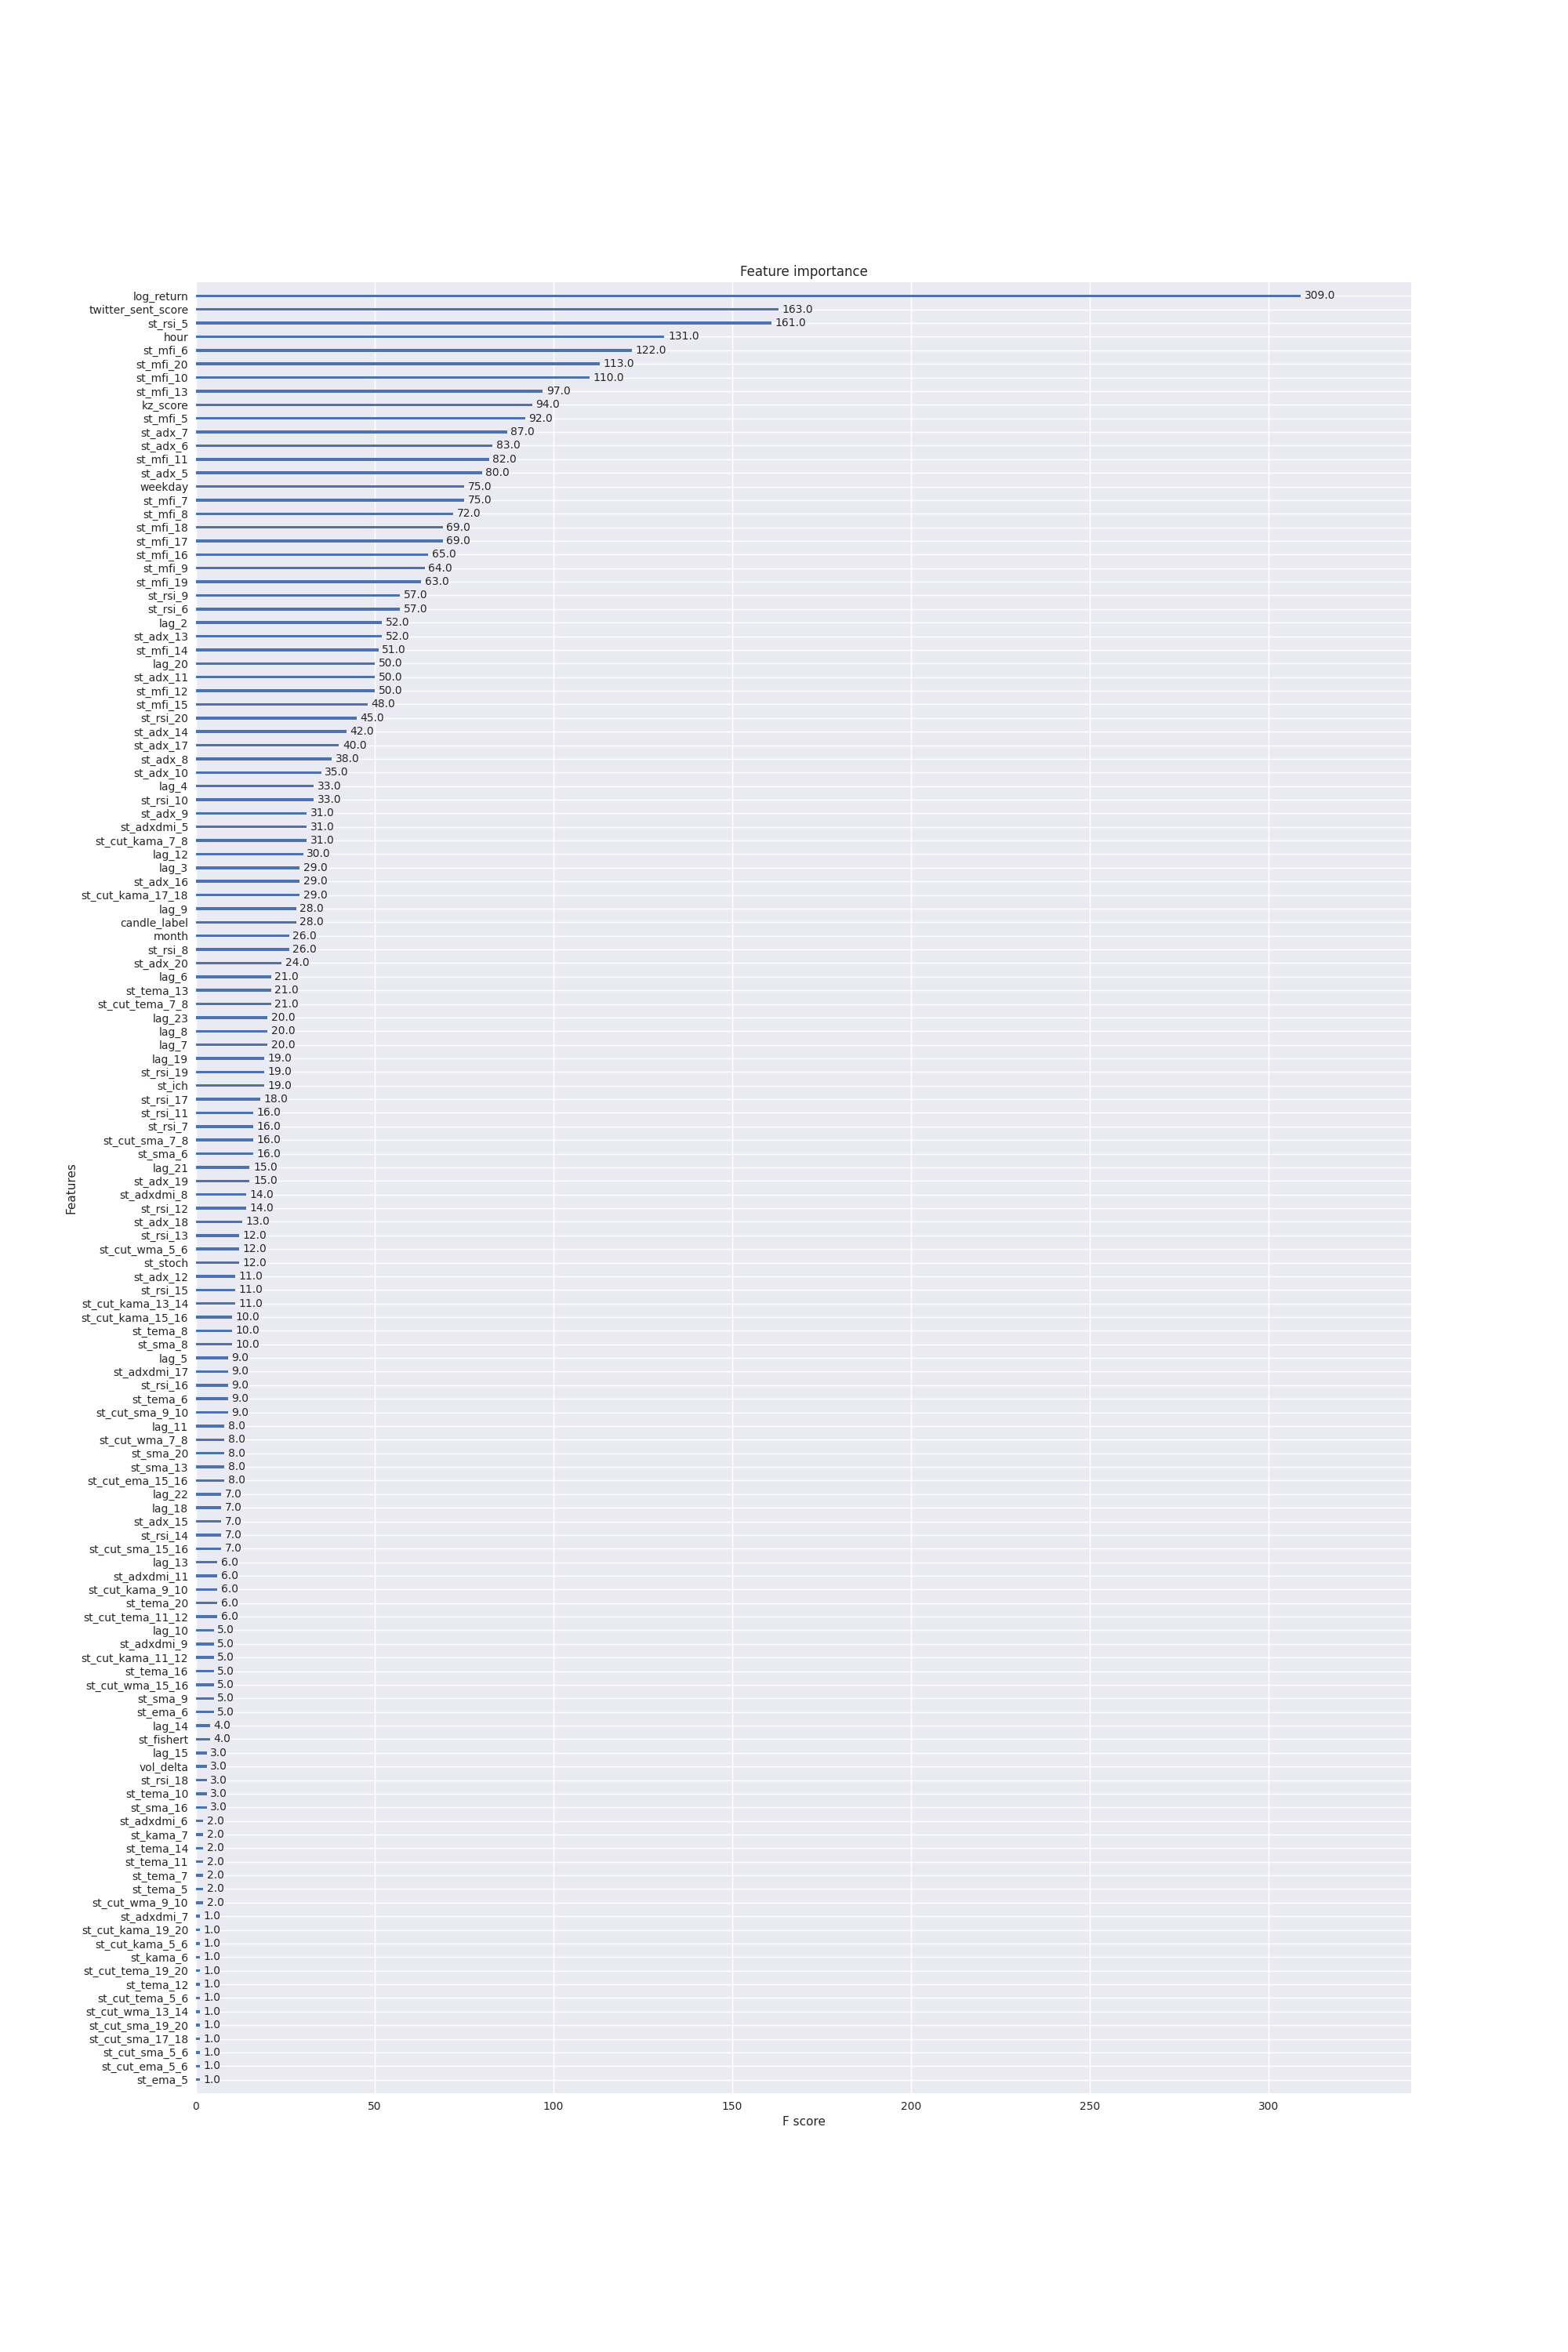 Feature importance
log_return 309.0
twitter_sent_score 163.0
st_rsi_5 161.0
hour 131.0
st_mfi_6 122.0
st_mfi_20 113.0
st_mfi_10 110.0
st_mfi_13 97.0
kz_score 94.0
st_mfi_5 92.0
st_adx_7 87.0
st_adx_6 83.0
st_mfi_11 82.0
st_adx_5 80.0
weekday 75.0
st_mfi_7 75.0
st_mfi_8 72.0
st_mfi_18 69.0
st_mfi_17 69.0
st_mfi_16 65.0
st_mfi_9 64.0
st_mfi_19 63.0
st_rsi_9 57.0
st_rsi_6 57.0
lag_2 52.0
st_adx_13 52.0
st_mfi_14 51.0
lag_20 50.0
st_adx_11 50.0
st_mfi_12 50.0
st_mfi_15 48.0
st_rsi_20 45.0
st_adx_14 42.0
st_adx_17 40.0
st_adx_8 38.0
st_adx_10 35.0
lag_4 33.0
st_rsi_10 33.0
st_adx_9 31.0
st_adxdmi_5 31.0
st_cut_kama_7_8 31.0
lag_12 30.0
lag_3 29.0
st_adx_16 29.0
st_cut_kama_17_18 29.0
lag_9 28.0
candle_label 28.0
month 26.0
st_rsi_8 26.0
st_adx_20 24.0
lag_6 21.0
st_tema_13 21.0
st_cut_tema_7_8 21.0
lag_23 20.0
lag_8 20.0
lag_7 20.0
lag_19 19.0
st_rsi_19 19.0
st_ich 19.0
st_rsi_17 18.0
st_rsi_11 16.0
st_rsi_7 16.0
st_cut_sma_7_8 16.0
st_sma_6 16.0
lag_21 15.0
st_adx_19 15.0
st_adxdmi_8 14.0
st_rsi_12 14.0
st_adx_18 13.0
st_rsi_13 12.0
st_cut_wma_5_6 12.0
st_stoch 12.0
st_adx_12 11.0
st_rsi_15 11.0
st_cut_kama_13_14 11.0
st_cut_kama_15_16 10.0
st_tema_8 10.0
st_sma_8 10.0
lag_5 9.0
st_adxdmi_17 9.0
st_rsi_16 9.0
st_tema_6 9.0
st_cut_sma_9_10 9.0
lag_11 8.0
st_cut_wma_7_8 8.0
st_sma_20 8.0
st_sma_13 8.0
st_cut_ema_15_16 8.0
lag_22 7.0
lag_18 7.0
st_adx_15 7.0
st_rsi_14 7.0
st_cut_sma_15_16 7.0
lag_13 6.0
st_adxdmi_11 6.0
st_cut_kama_9_10 6.0
st_tema_20 6.0
st_cut_tema_11_12 6.0
lag_10 5.0
st_adxdmi_9 5.0
st_cut_kama_11_12 5.0
st_tema_16 5.0
st_cut_wma_15_16 5.0
st_sma_9 5.0
st_ema_6 5.0
lag_14 4.0
st_fishert 4.0
lag_15 3.0
vol_delta 3.0
st_rsi_18 3.0
st_tema_10 3.0
st_sma_16 3.0
st_adxdmi_6 2.0
st_kama_7 2.0
st_tema_14 2.0
st_tema_11 2.0
st_tema_7 2.0
st_tema_5 2.0
st_cut_wma_9_10 2.0
st_adxdmi_7 1.0
st_cut_kama_19_20 1.0
st_cut_kama_5_6 1.0
st_kama_6 1.0
st_cut_tema_19_20 1.0
st_tema_12 1.0
st_cut_tema_5_6 1.0
st_cut_wma_13_14 1.0
st_cut_sma_19_20 1.0
st_cut_sma_17_18 1.0
st_cut_sma_5_6 1.0
st_cut_ema_5_6 1.0
st_ema_5 1.0
Features
0 50 100 150 200 250 300
F score